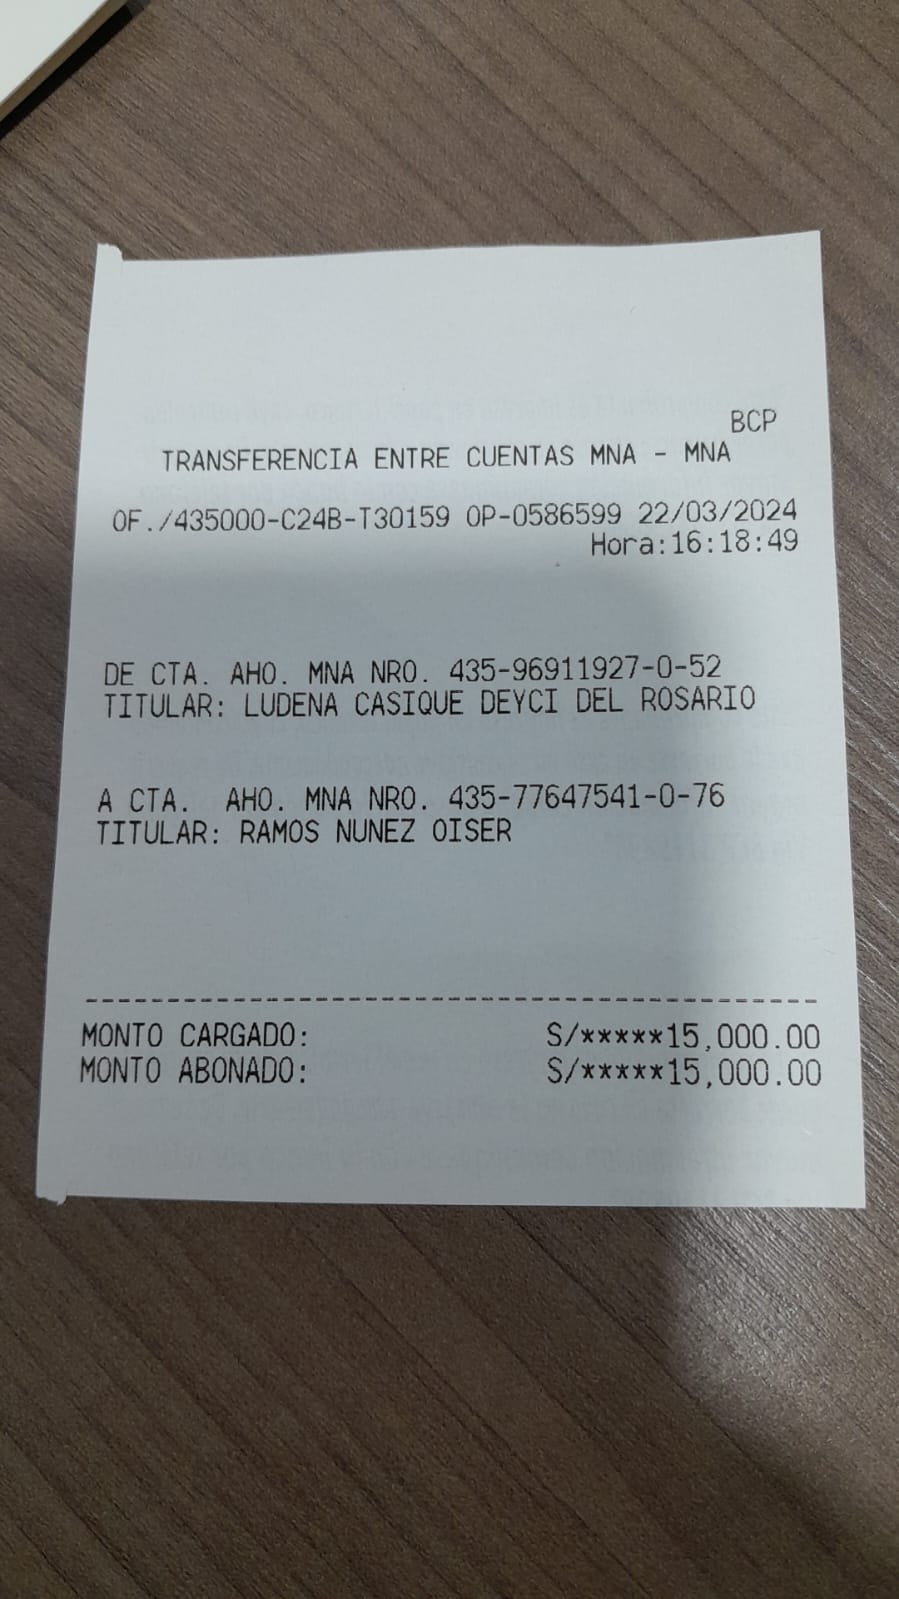 BCP
TRANSFERENCIA ENTRE CUENTAS MNA - MNA
OF./435000-C24B-T30159 OP-0586599 22/03/2024
Hora:16:18:49
DE CTA. AHO. MNA NRO. 435-96911927-0-52
TITULAR: LUDENA CASIQUE DEYCI DEL ROSARIO
A CTA. AHO. MNA NRO. 435-77647541-0-76
TITULAR: RAMOS NUNEZ OISER
MONTO CARGADO: S/*****15,000.00
MONTO ABONADO: S/*****15,000.00